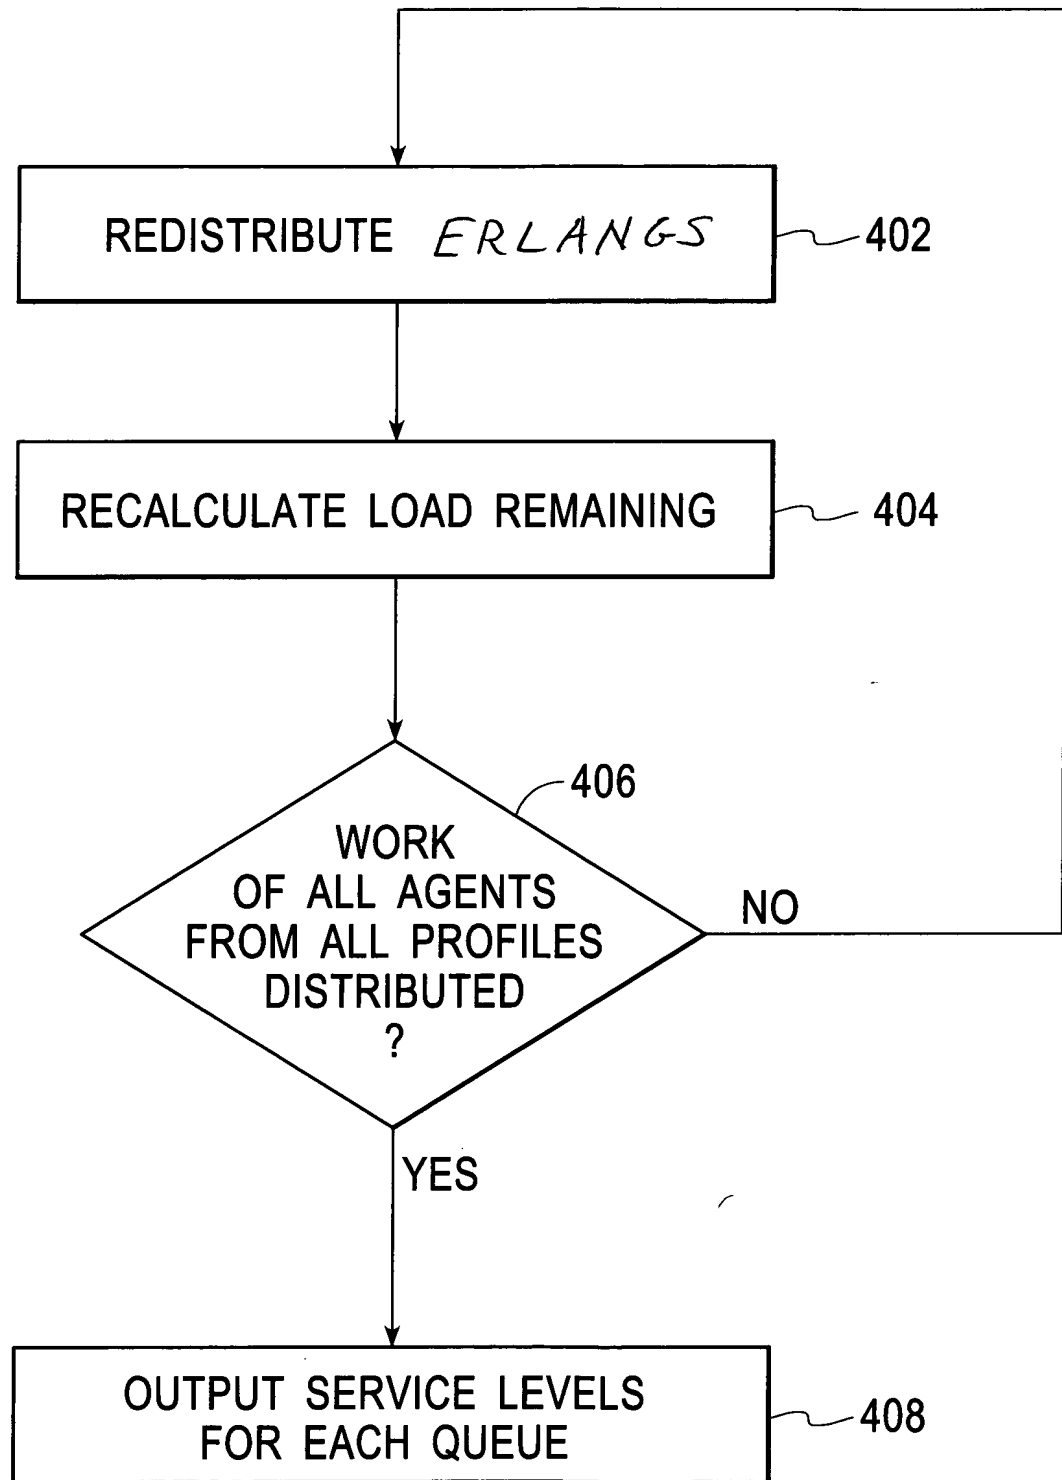 REDISTRIBUTE ERLANGS
402
RECALCULATE LOAD REMAINING
404
406
WORK
OF ALL AGENTS
FROM ALL PROFILES
DISTRIBUTED
?
NO
YES
OUTPUT SERVICE LEVELS
FOR EACH QUEUE
408